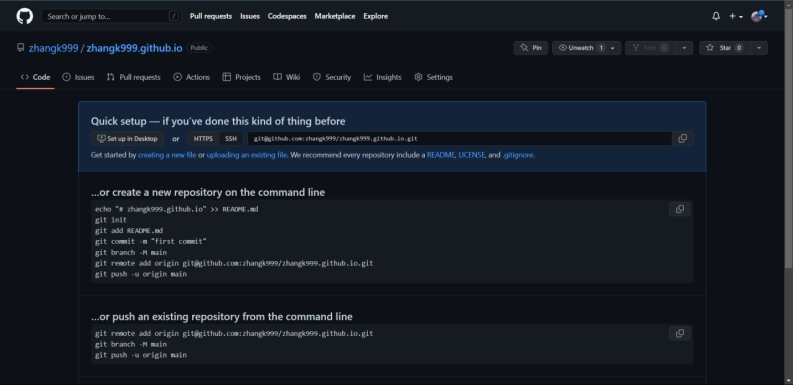 Search or jump to... /
Pull requests Issues Codespaces Marketplace Explore
zhangk999 / zhangk999.github.io Public
Pin Unwatch 1 Fork 0 Star 0
Code Issues Pull requests Actions Projects Wiki Security Insights Settings
Quick setup — if you've done this kind of thing before
Set up in Desktop or HTTPS SSH git@github.com:zhangk999/zhangk999.github.io.git
Get started by creating a new file or uploading an existing file. We recommend every repository include a README, LICENSE, and .gitignore.
...or create a new repository on the command line
echo "# zhangk999.github.io" >> README.md
git init
git add README.md
git commit -m "first commit"
git branch -M main
git remote add origin git@github.com:zhangk999/zhangk999.github.io.git
git push -u origin main
...or push an existing repository from the command line
git remote add origin git@github.com:zhangk999/zhangk999.github.io.git
git branch -M main
git push -u origin main